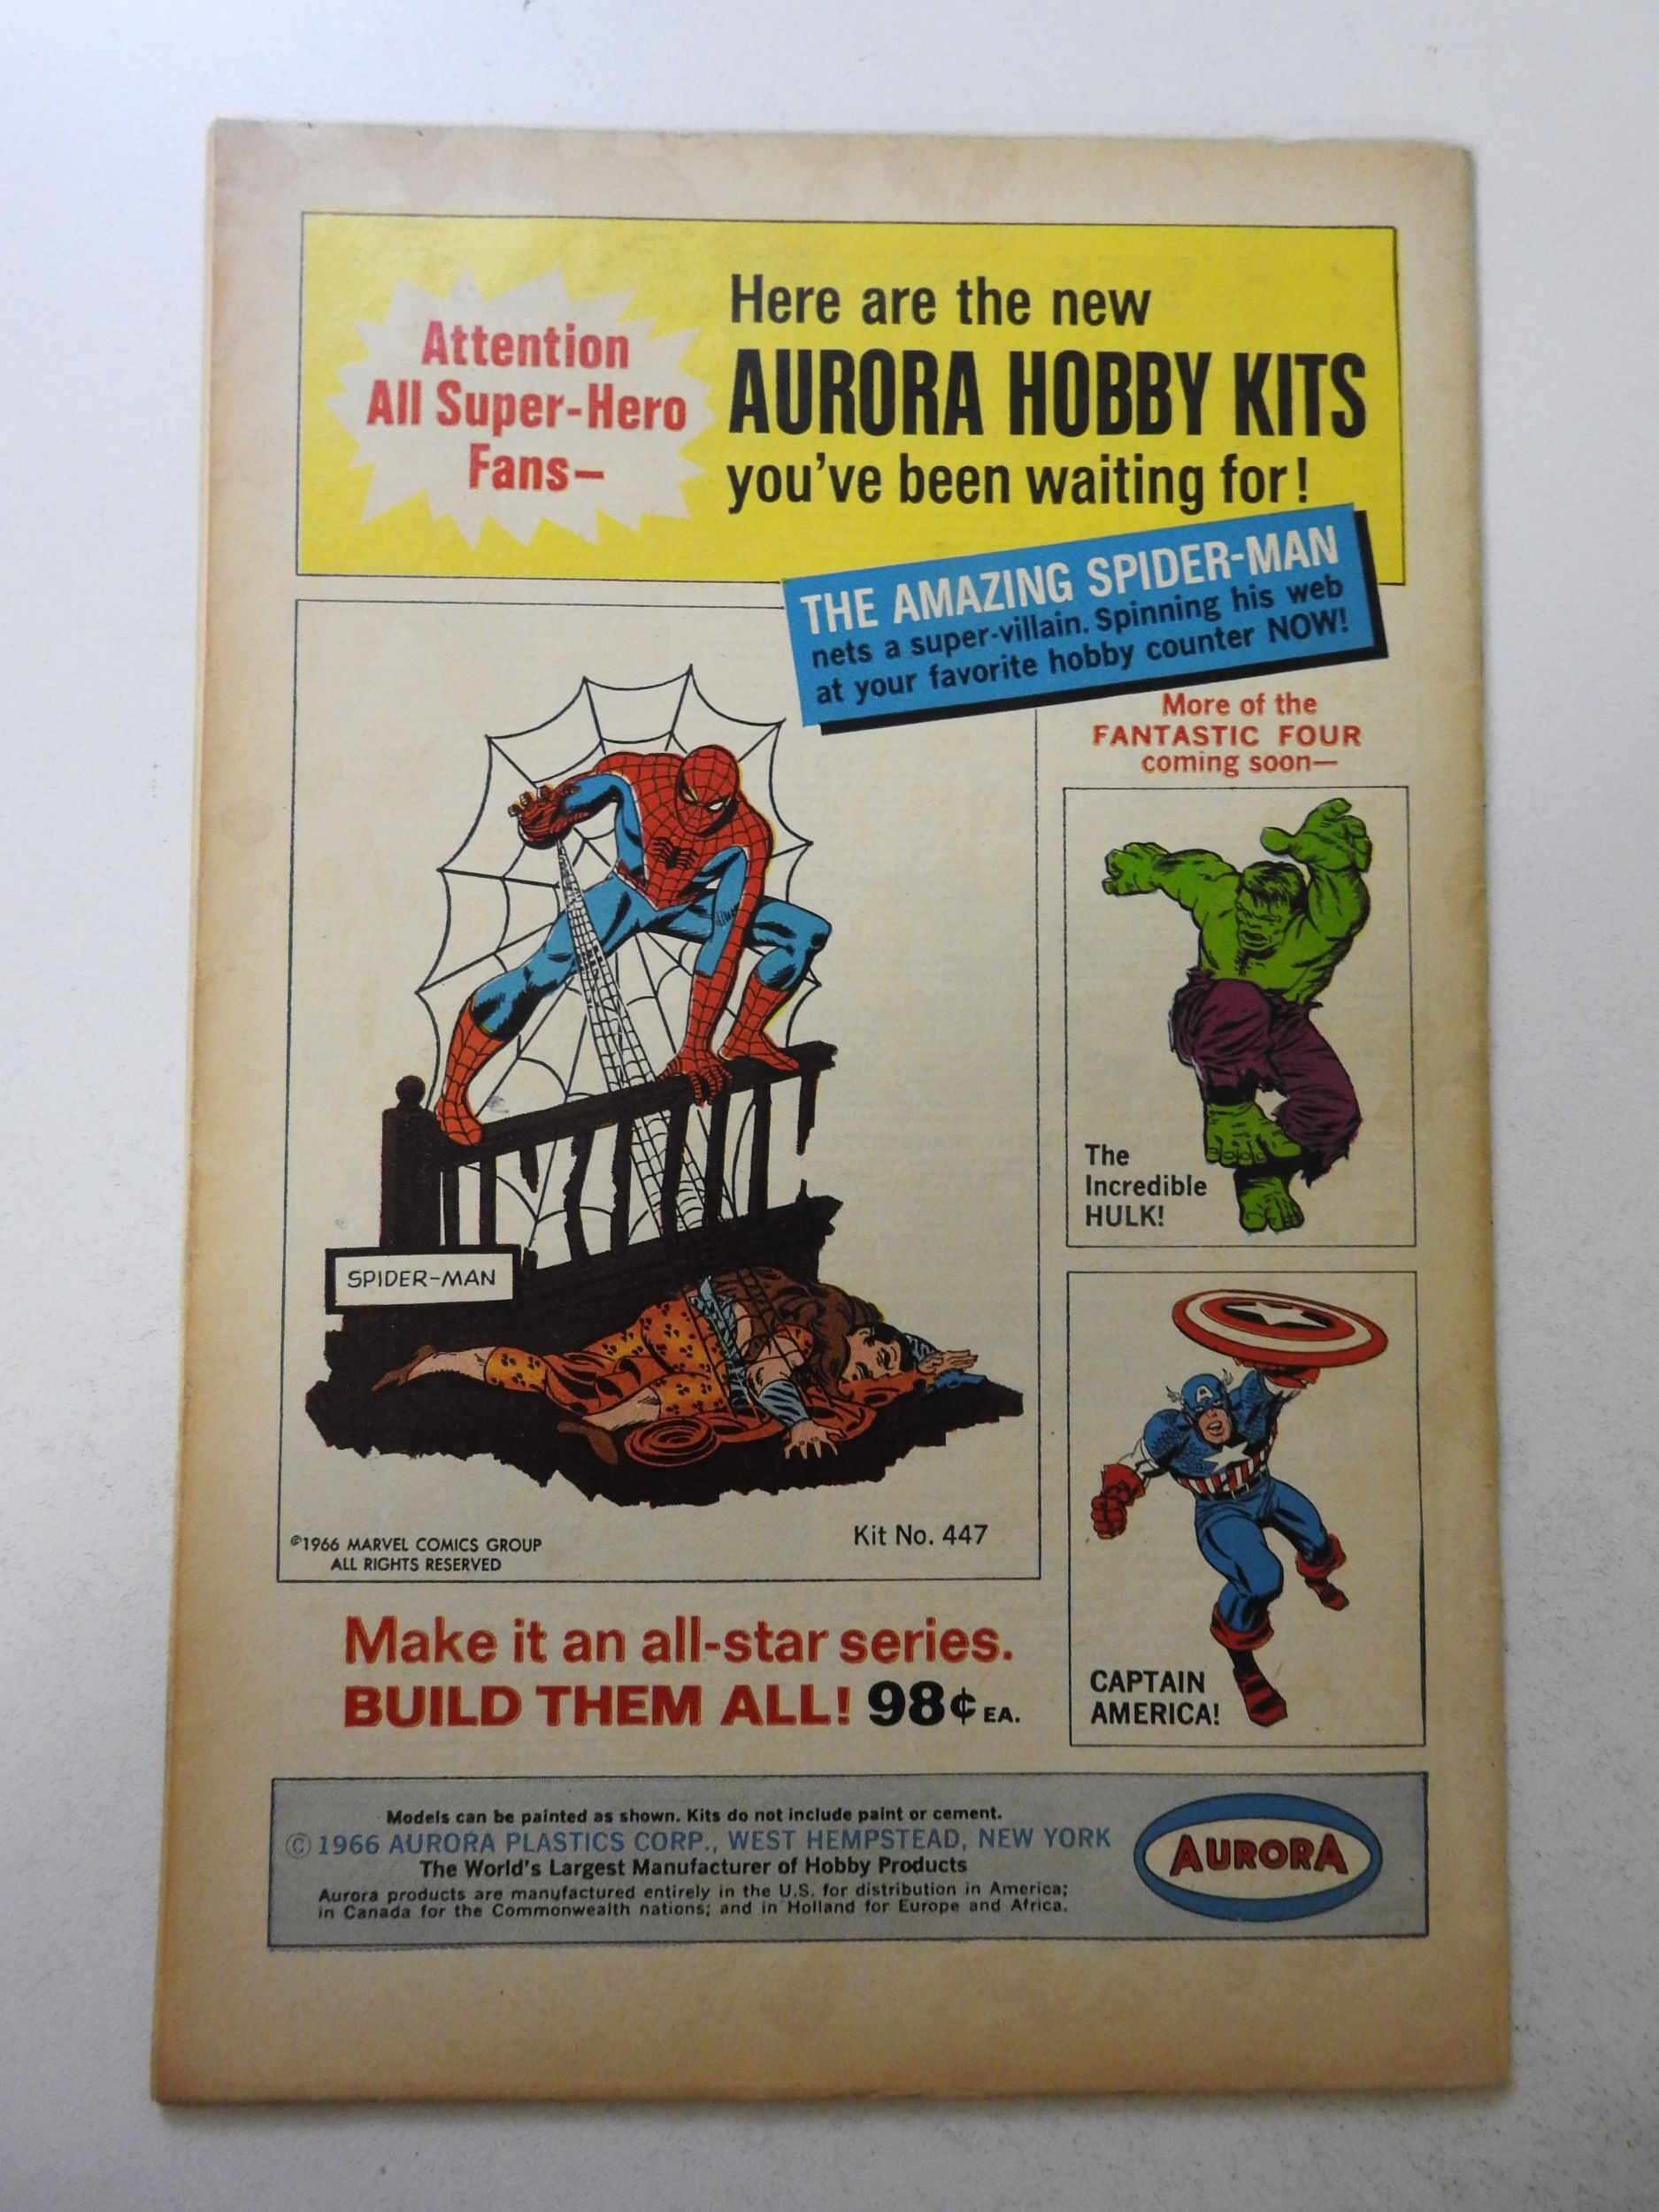 Attention
All Super-Hero
Fans—
Here are the new
AURORA HOBBY KITS
you've been waiting for!
THE AMAZING SPIDER-MAN
nets a super-villain. Spinning his web
at your favorite hobby counter NOW!
More of the
FANTASTIC FOUR
coming soon—
The
Incredible
HULK!
SPIDER-MAN
©1966 MARVEL COMICS GROUP
ALL RIGHTS RESERVED
Kit No. 447
A
CAPTAIN
AMERICA!
Make it an all-star series.
BUILD THEM ALL! 98¢ EA.
Models can be painted as shown. Kits do not include paint or cement.
© 1966 AURORA PLASTICS CORP., WEST HEMPSTEAD, NEW YORK
The World's Largest Manufacturer of Hobby Products
Aurora products are manufactured entirely in the U.S. for distribution in America;
in Canada for the Commonwealth nations; and in Holland for Europe and Africa.
AURORA